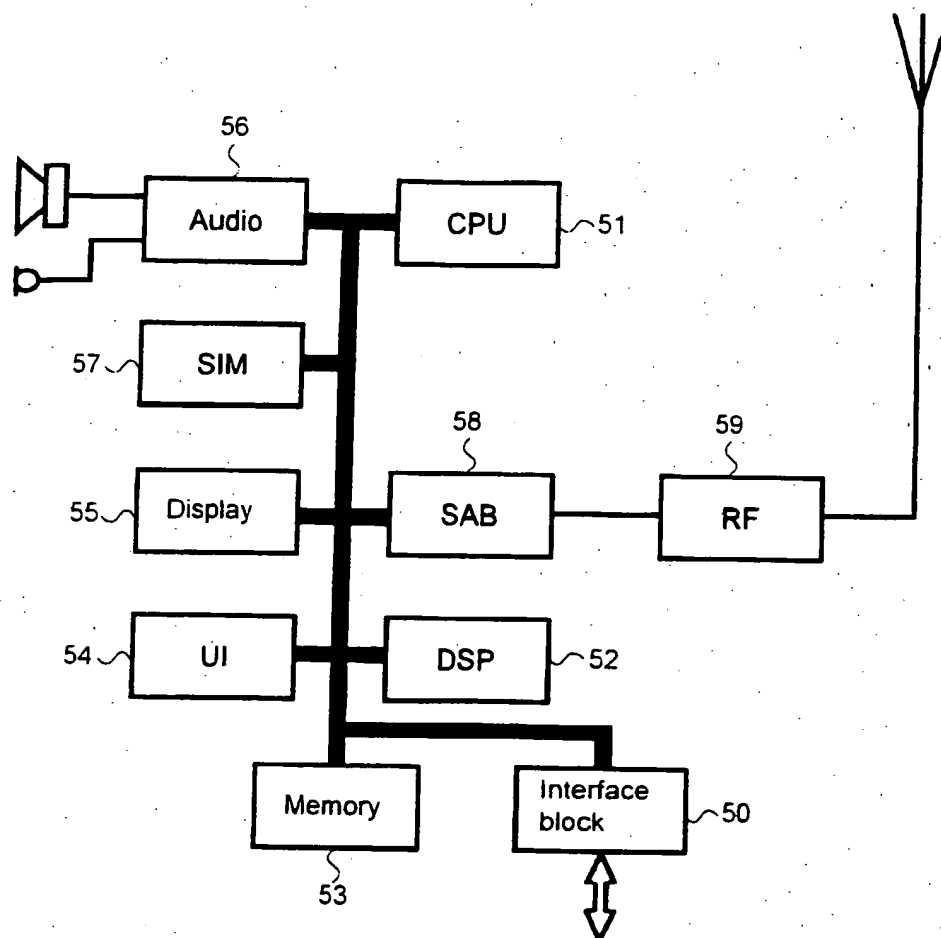 56
Audio
CPU
51
57
SIM
58
59
55
Display
SAB
RF
54
UI
DSP
52
Memory
Interface
block
50
53